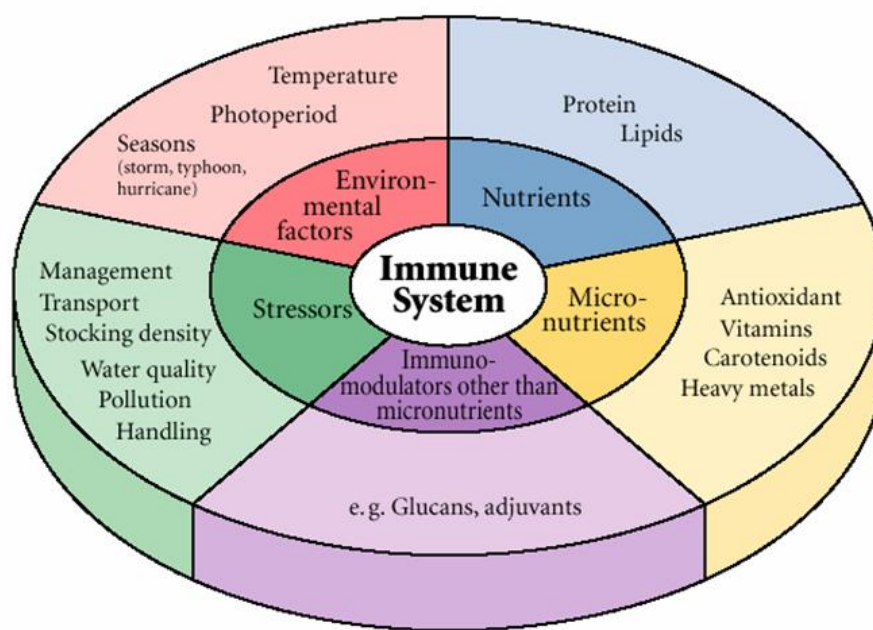 Temperature
Photoperiod
Seasons
(storm, typhoon,
hurricane)
Environ-
mental
factors
Protein
Lipids
Nutrients
Immune
System
Management
Transport
Stocking density
Water quality
Pollution
Handling
Stressors
Micro-
nutrients
Antioxidant
Vitamins
Carotenoids
Heavy metals
Immuno-
modulators other than
micronutrients
e. g. Glucans, adjuvants